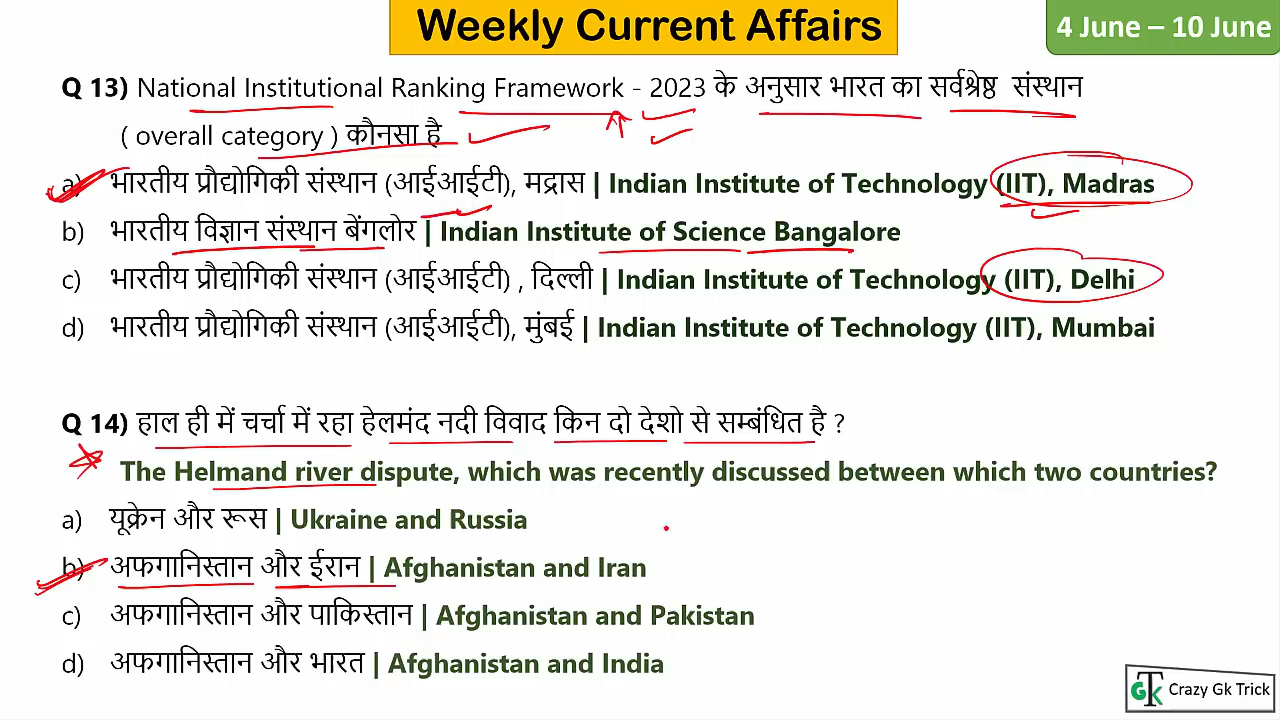 Weekly Current Affairs
4 June – 10 June
Q 13) National Institutional Ranking Framework - 2023 के अनुसार भारत का सर्वश्रेष्ठ संस्थान
( overall category ) कौनसा है
a) भारतीय प्रौद्योगिकी संस्थान (आईआईटी), मद्रास | Indian Institute of Technology (IIT), Madras
b) भारतीय विज्ञान संस्थान बेंगलोर | Indian Institute of Science Bangalore
c) भारतीय प्रौद्योगिकी संस्थान (आईआईटी) , दिल्ली | Indian Institute of Technology (IIT), Delhi
d) भारतीय प्रौद्योगिकी संस्थान (आईआईटी), मुंबई | Indian Institute of Technology (IIT), Mumbai
Q 14) हाल ही में चर्चा में रहा हेलमंद नदी विवाद किन दो देशो से सम्बंधित है ?
The Helmand river dispute, which was recently discussed between which two countries?
a) यूक्रेन और रूस | Ukraine and Russia
b) अफगानिस्तान और ईरान | Afghanistan and Iran
c) अफगानिस्तान और पाकिस्तान | Afghanistan and Pakistan
d) अफगानिस्तान और भारत | Afghanistan and India
GTK Crazy Gk Trick